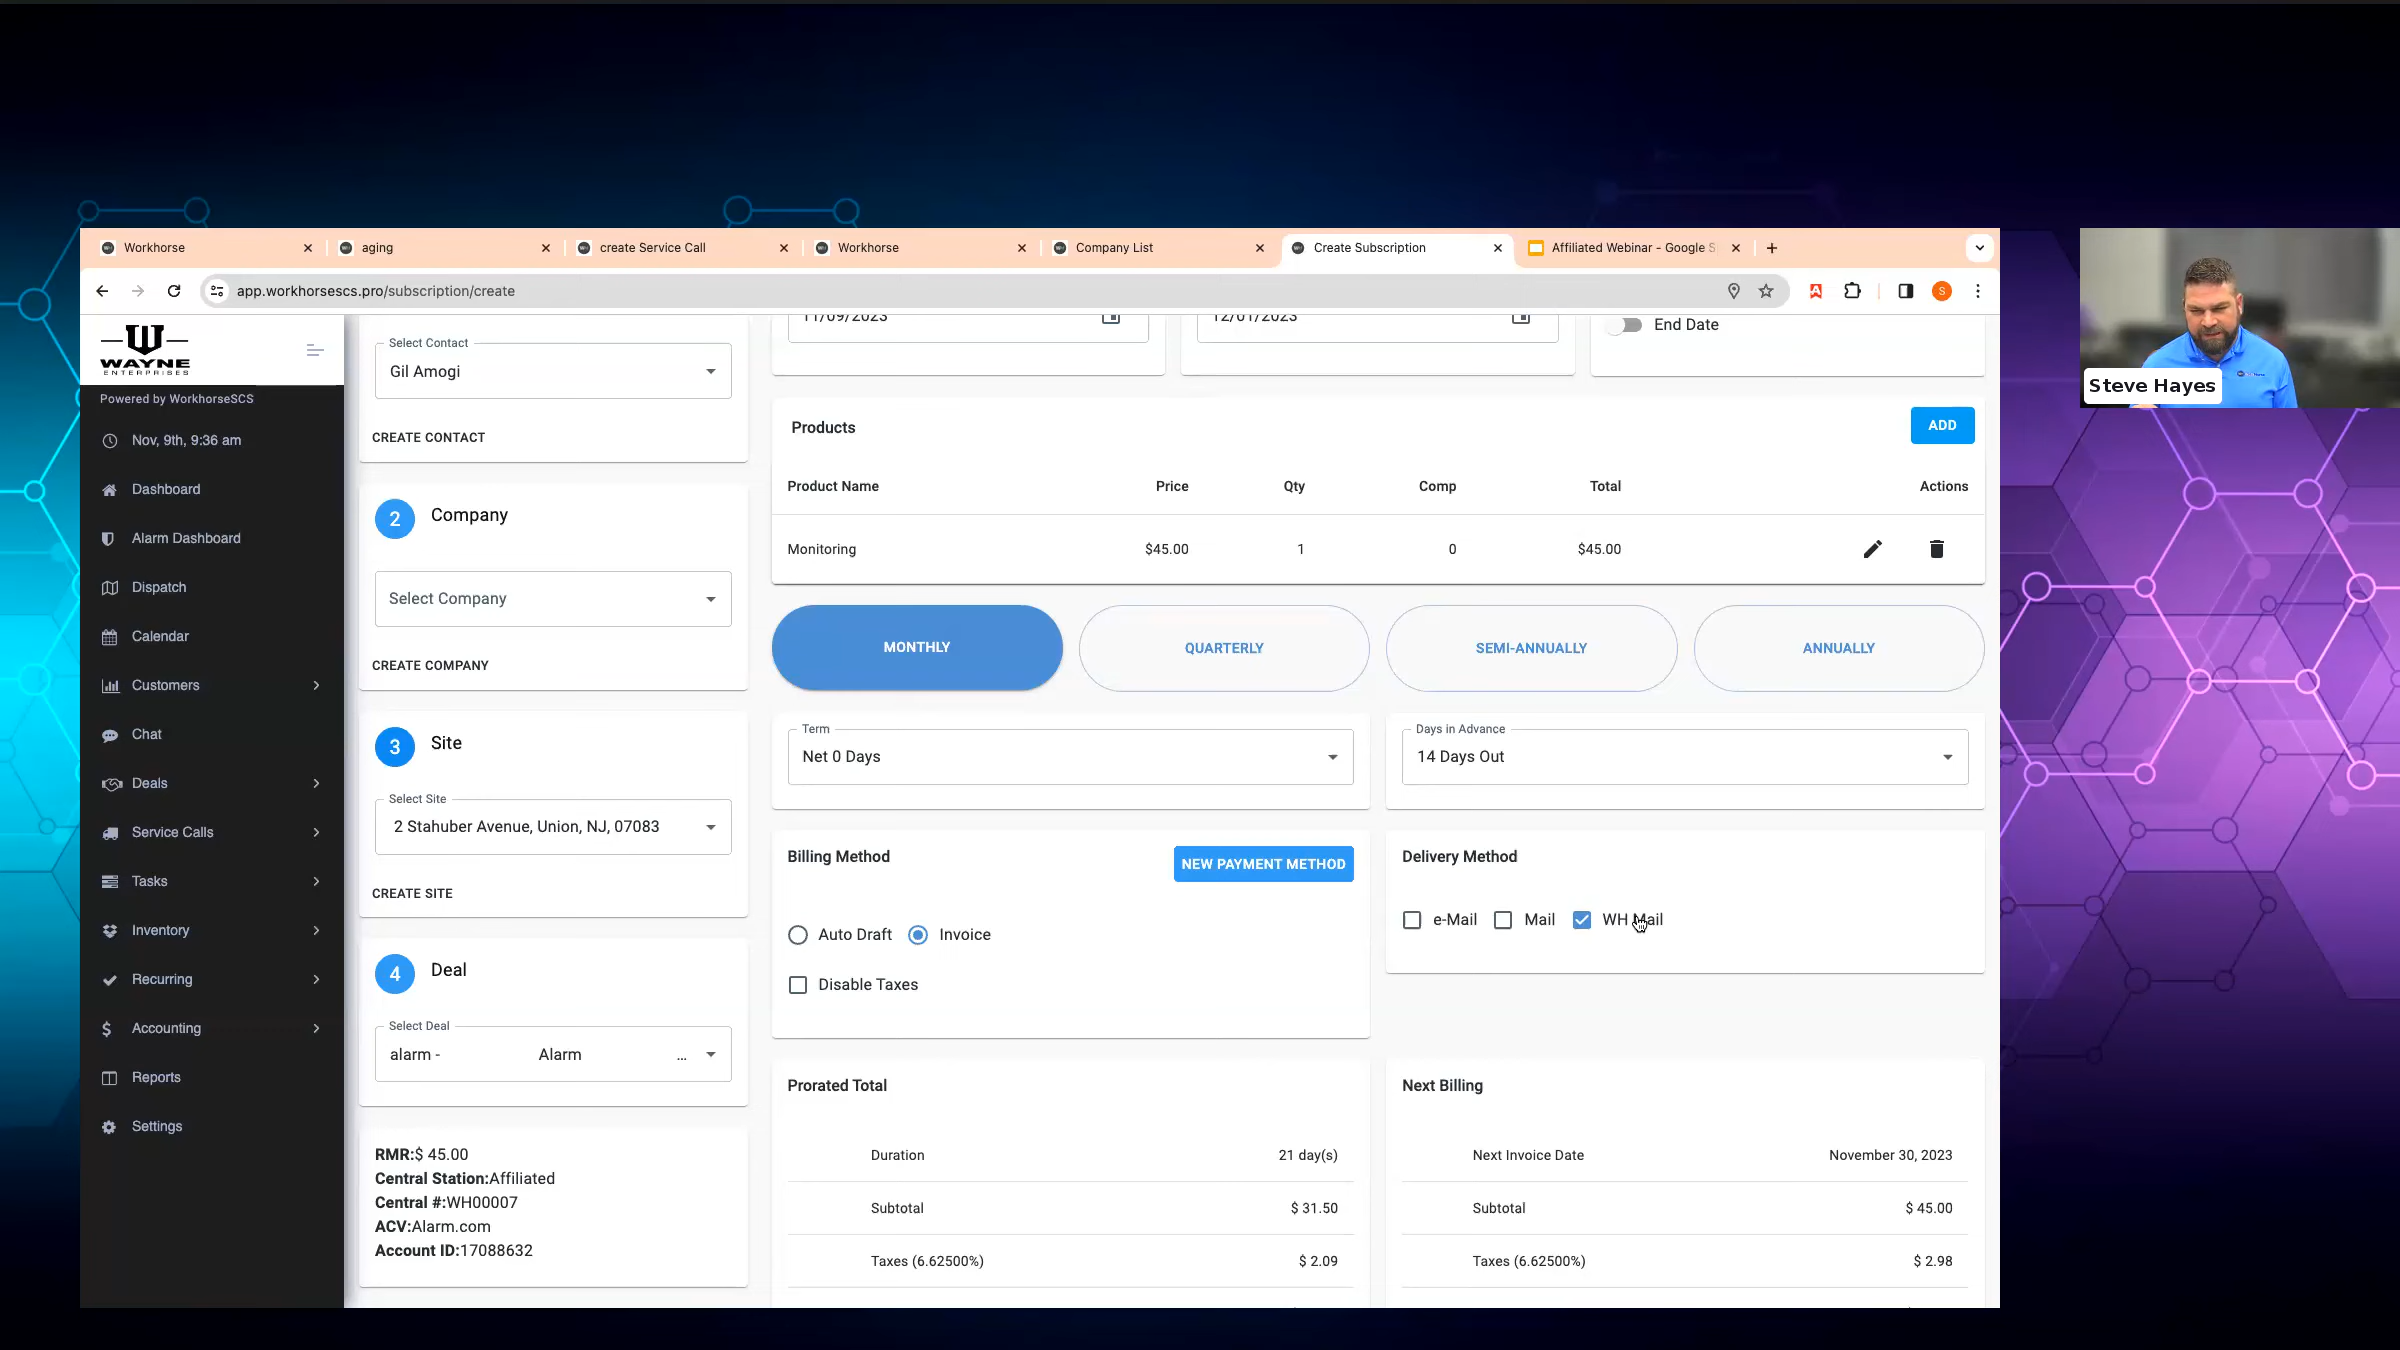 Workhorse
aging
create Service Call
Workhorse
Company List
Create Subscription
Affiliated Webinar - Google S
app.workhorsescs.pro/subscription/create
S
WAYNE
ENTERPRISES
Powered by WorkhorseSCS
Nov, 9th, 9:36 am
Dashboard
Alarm Dashboard
Dispatch
Calendar
Customers
Chat
Deals
Service Calls
Tasks
Inventory
Recurring
Accounting
Reports
Settings
Select Contact
Gil Amogi
CREATE CONTACT
2 Company
Select Company
CREATE COMPANY
3 Site
Select Site
2 Stahuber Avenue, Union, NJ, 07083
CREATE SITE
4 Deal
Select Deal
alarm - Alarm ...
RMR:$ 45.00
Central Station:Affiliated
Central #:WH00007
ACV:Alarm.com
Account ID:17088632
11/09/2023
12/01/2023
End Date
Products
ADD
Product Name Price Qty Comp Total Actions
Monitoring $45.00 1 0 $45.00
MONTHLY
QUARTERLY
SEMI-ANNUALLY
ANNUALLY
Term
Net 0 Days
Days in Advance
14 Days Out
Billing Method
NEW PAYMENT METHOD
Auto Draft
Invoice
Disable Taxes
Delivery Method
e-Mail
Mail
WH Mail
Prorated Total
Duration 21 day(s)
Subtotal $ 31.50
Taxes (6.62500%) $ 2.09
Next Billing
Next Invoice Date November 30, 2023
Subtotal $ 45.00
Taxes (6.62500%) $ 2.98
Steve Hayes